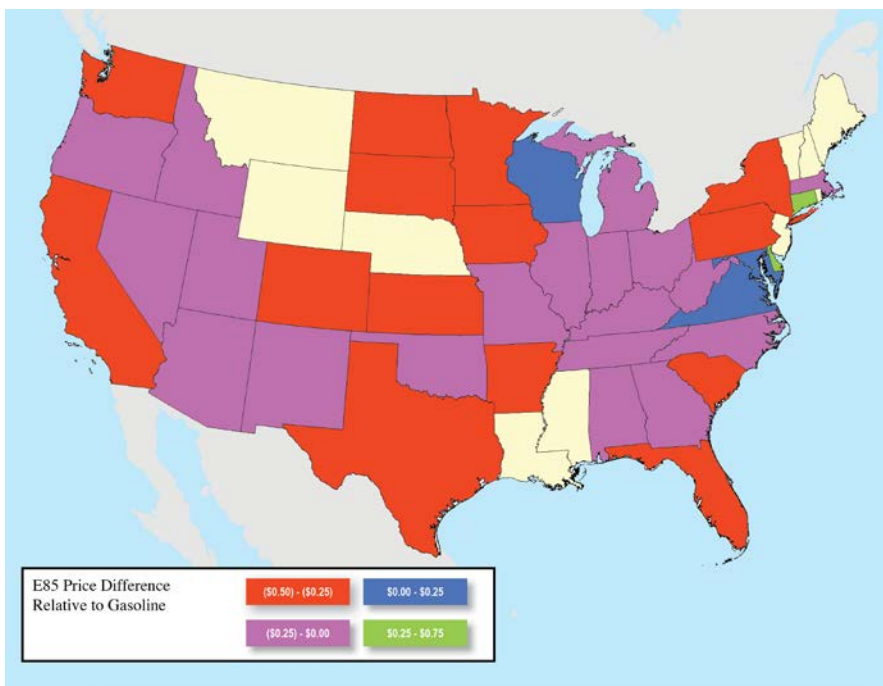 E85 Price Difference
Relative to Gasoline
($0.50) - ($0.25)
$0.00 - $0.25
($0.25) - $0.00
$0.25 - $0.75